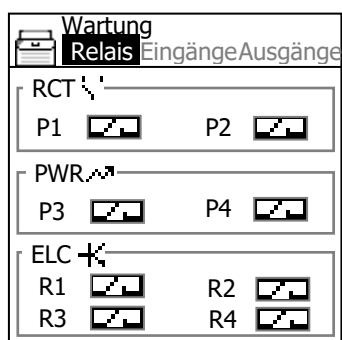 Wartung
Relais Eingänge Ausgänge
RCT
P1 P2
PWR
P3 P4
ELC
R1 R2
R3 R4